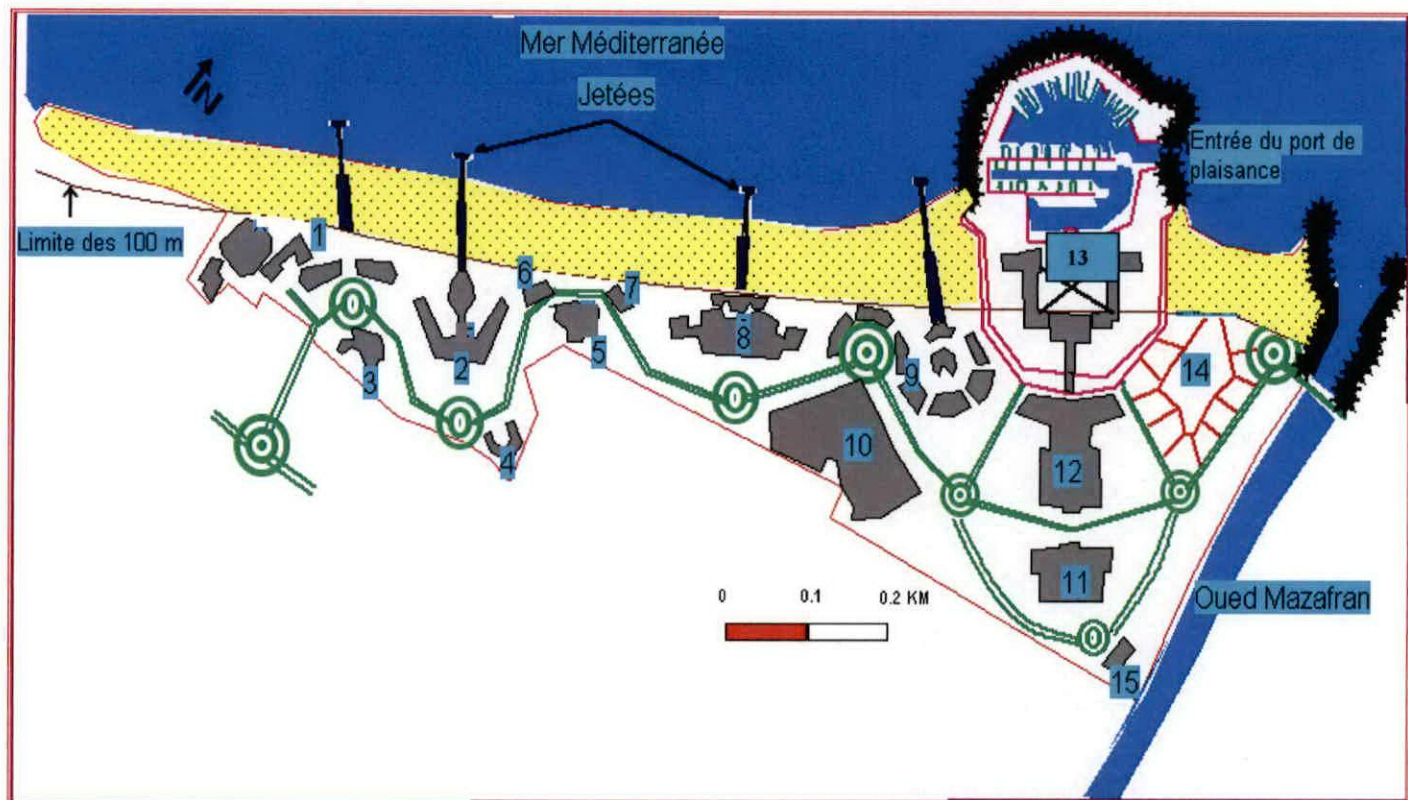 Mer Méditerranée
N
Jetées
Entrée du port de
plaisance
Limite des 100 m
1
13
6
7
8
5
2
3
9
14
4
10
12
11
0 0.1 0.2 KM
Oued Mazafran
15